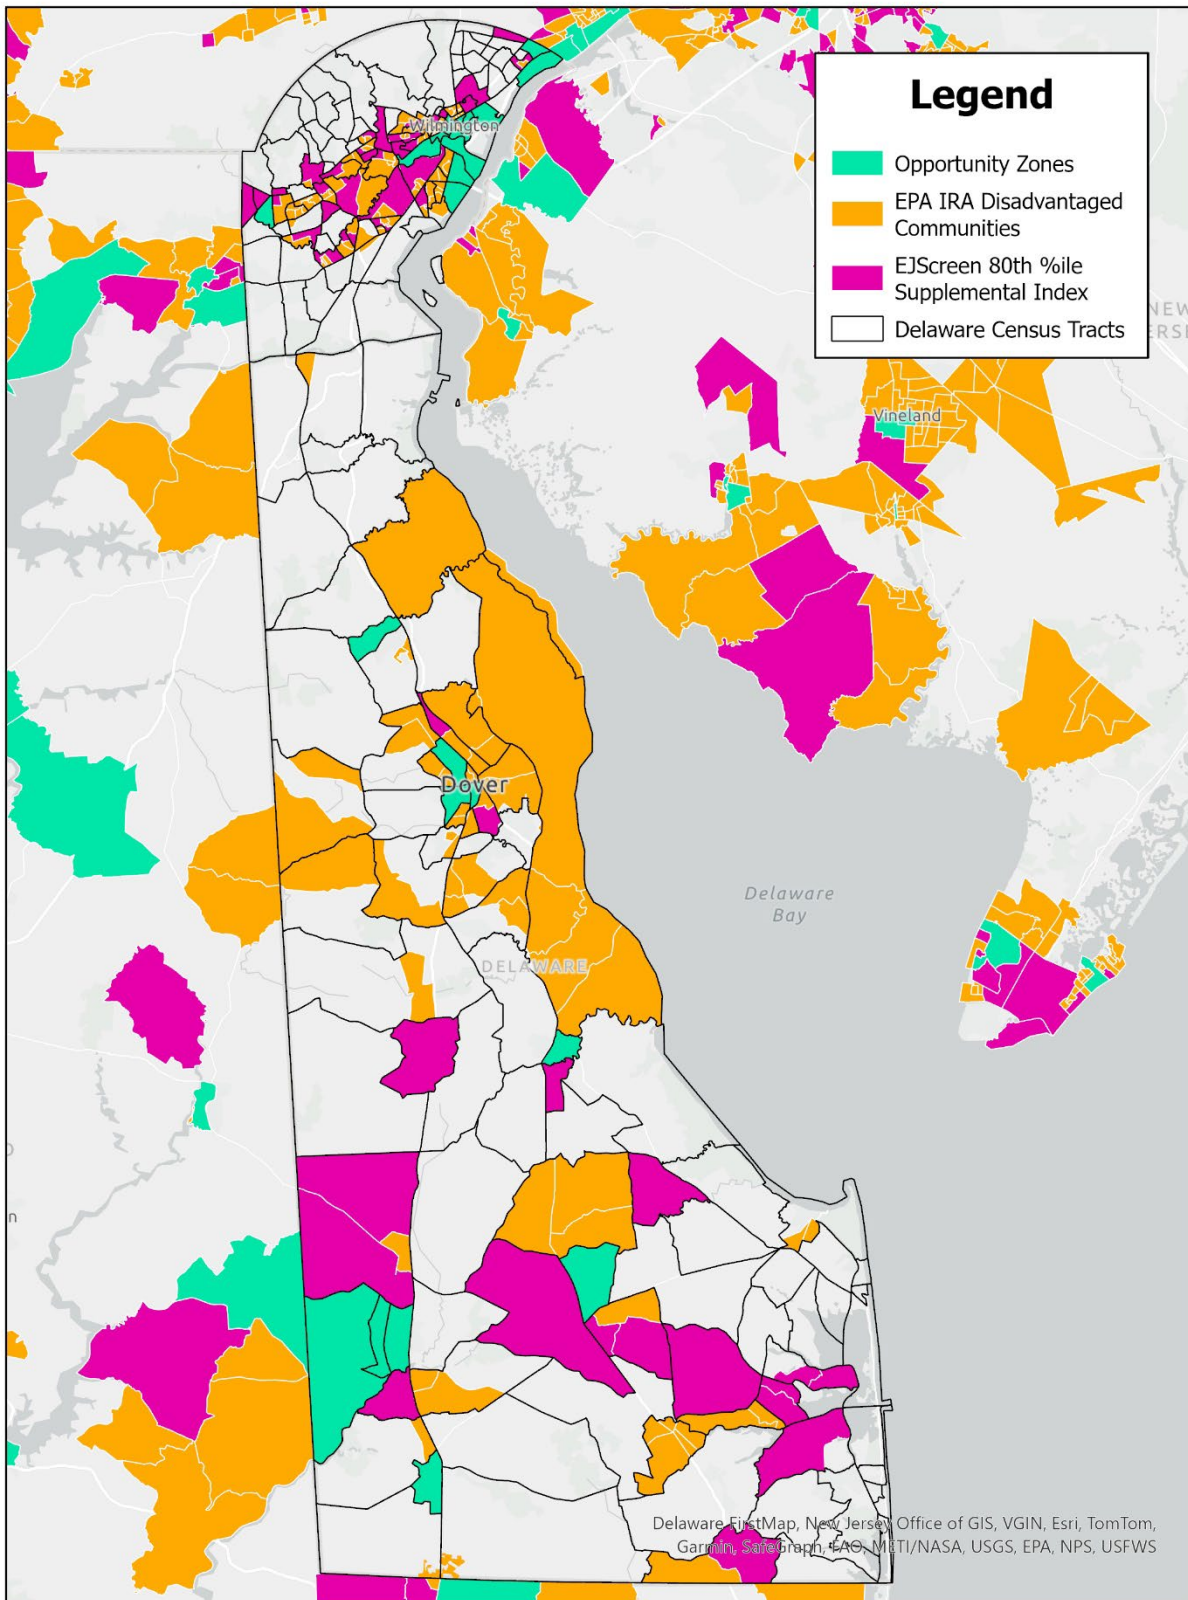 Legend
Opportunity Zones
EPA IRA Disadvantaged
Communities
EJScreen 80th %ile
Supplemental Index
Delaware Census Tracts
Wilmington
NEW
ERSE
Vineland
Dover
Delaware
Bay
DELAWARE
n
Delaware FirstMap, New Jersey Office of GIS, VGIN, Esri, TomTom,
Garmin, SafeGraph, FAO, METI/NASA, USGS, EPA, NPS, USFWS